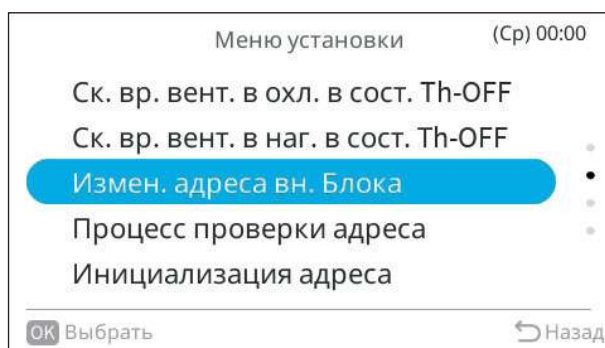 Меню установки (Ср) 00:00
Ск. вр. вент. в охл. в сост. Th-OFF
Ск. вр. вент. в наг. в сост. Th-OFF
Измен. адреса вн. Блока
Процесс проверки адреса
Инициализация адреса
OK Выбрать Назад